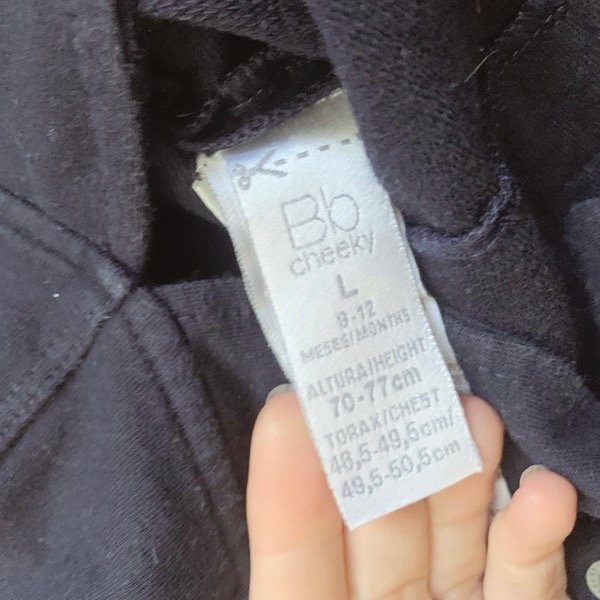 Bb
cheeky
L
9-12
MESES/MONTHS
ALTURA/HEIGHT
70-77cm
TORAX/CHEST
48,5-49,5cm/
49,5-50,5cm